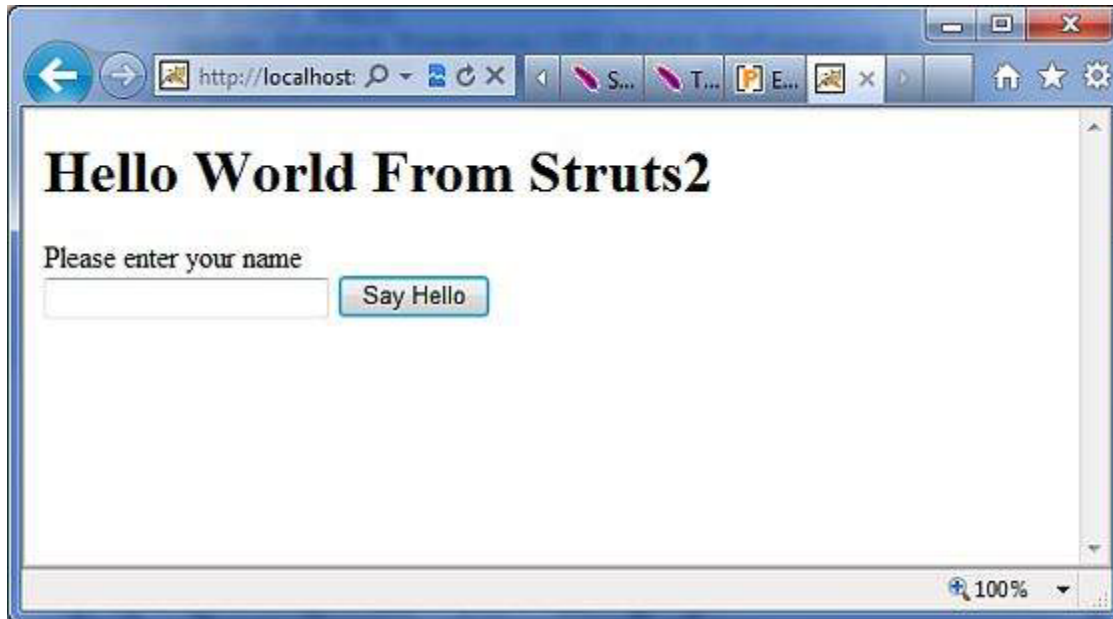 http://localhost:
S...
T...
[P] E...
Hello World From Struts2
Please enter your name
Say Hello
100%